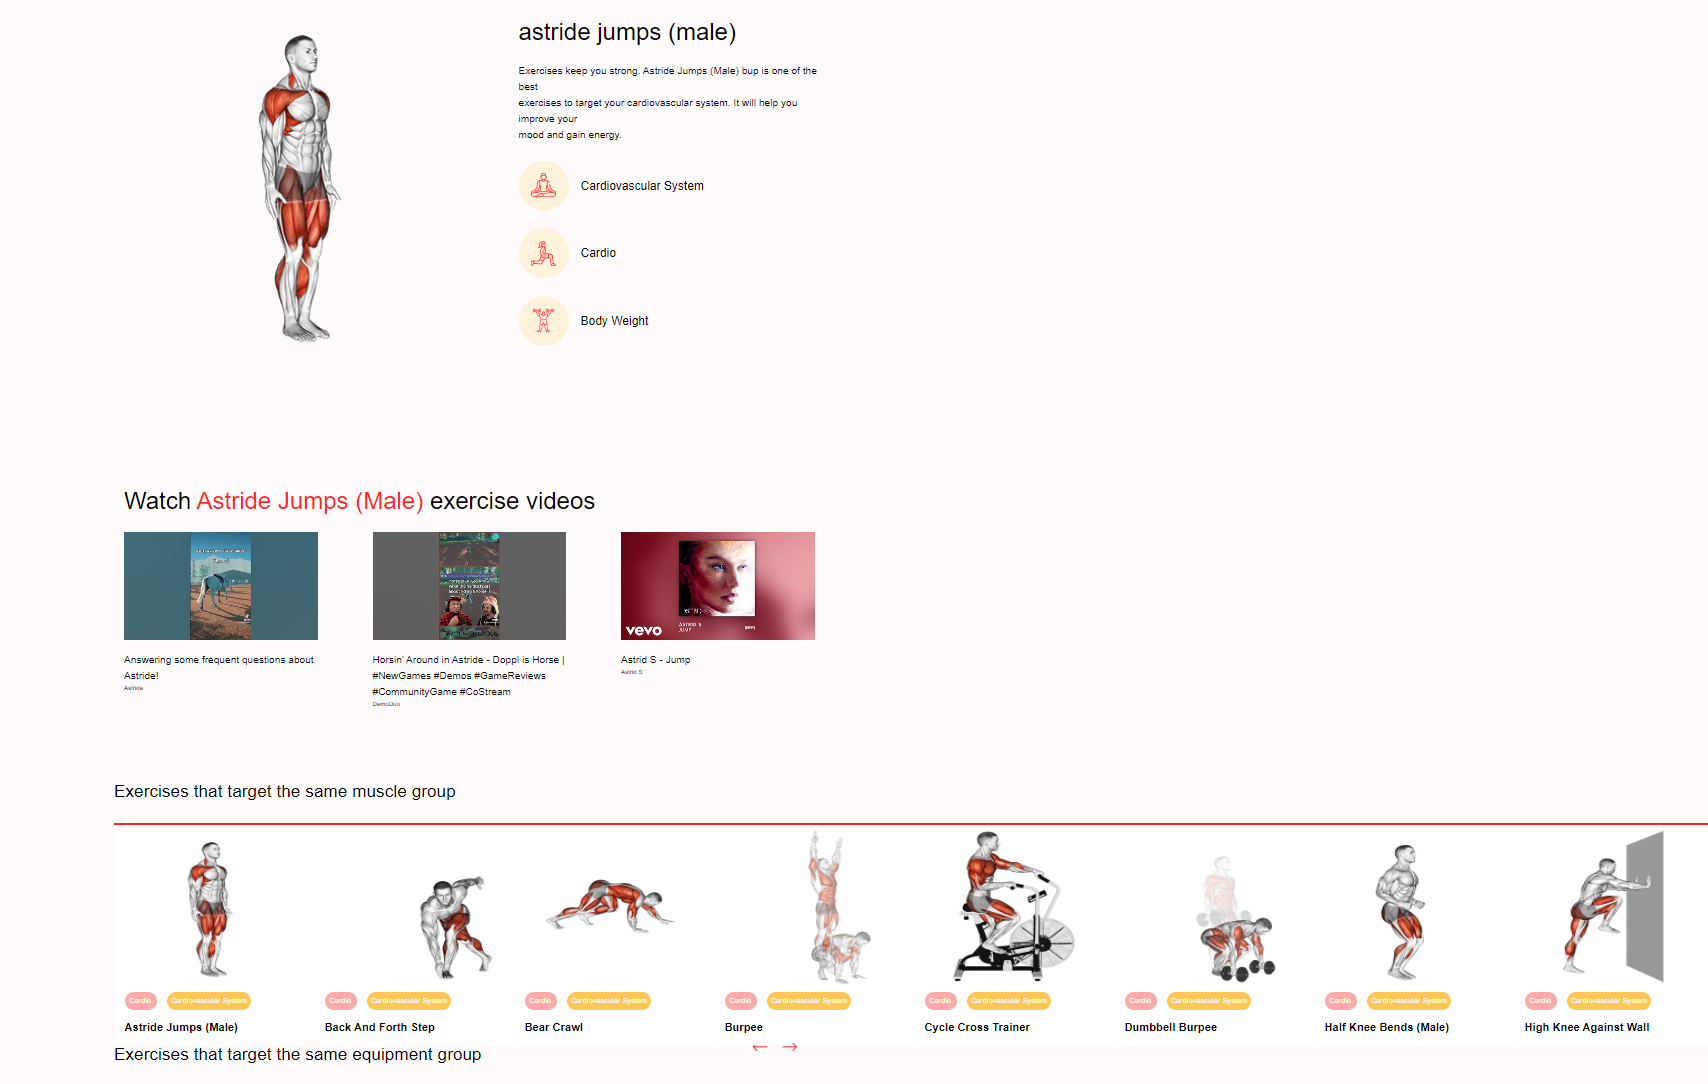 astride jumps (male)
Exercises keep you strong. Astride Jumps (Male) bup is one of the
best
exercises to target your cardiovascular system. It will help you
improve your
mood and gain energy.
Cardiovascular System
Cardio
Body Weight
Watch Astride Jumps (Male) exercise videos
vevo
ASTRID S
JUMP
Answering some frequent questions about
Astride!
Astride
Horsin' Around in Astride - Doppl is Horse |
#NewGames #Demos #GameReviews
#CommunityGame #CoStream
DemoDuo
Astrid S - Jump
Astrid S
Exercises that target the same muscle group
Cardio Cardiovascular System
Astride Jumps (Male)
Cardio Cardiovascular System
Back And Forth Step
Cardio Cardiovascular System
Bear Crawl
Cardio Cardiovascular System
Burpee
Cardio Cardiovascular System
Cycle Cross Trainer
Cardio Cardiovascular System
Dumbbell Burpee
Cardio Cardiovascular System
Half Knee Bends (Male)
Cardio Cardiovascular System
High Knee Against Wall
Exercises that target the same equipment group